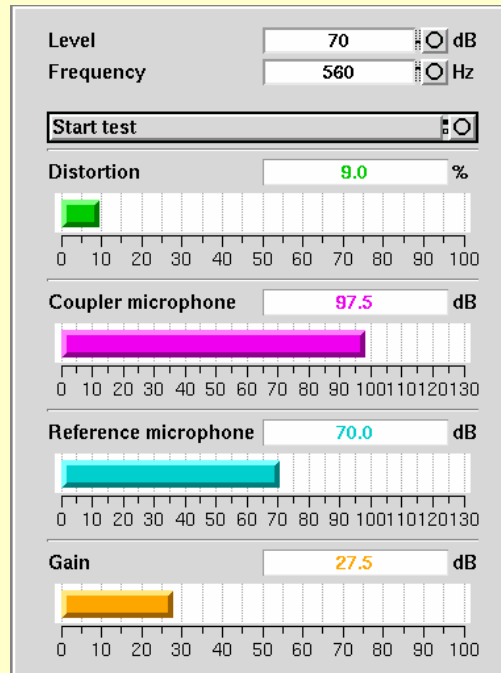 Level 70 dB
Frequency 560 Hz
Start test
Distortion 9.0 %
0 10 20 30 40 50 60 70 80 90 100
Coupler microphone 97.5 dB
0 10 20 30 40 50 60 70 80 90 100110120130
Reference microphone 70.0 dB
0 10 20 30 40 50 60 70 80 90 100110120130
Gain 27.5 dB
0 10 20 30 40 50 60 70 80 90 100